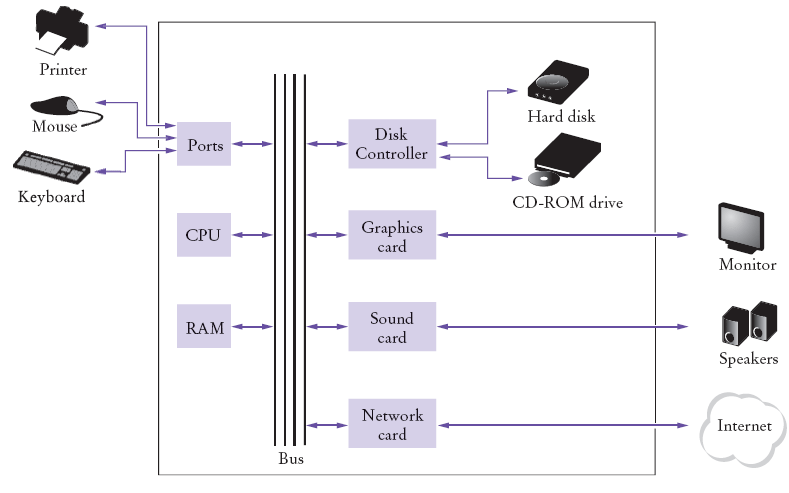 Printer
Mouse
Keyboard
Ports
CPU
RAM
Bus
Disk
Controller
Graphics
card
Sound
card
Network
card
Hard disk
CD-ROM drive
Monitor
Speakers
Internet